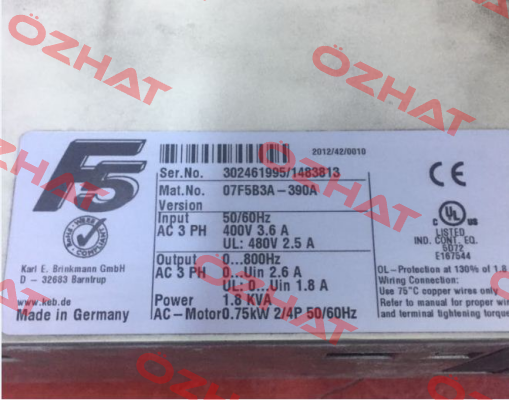 ÖZHAT
F5
2012/42/0010
Ser.No. 302461995/1483813
Mat.No. 07F5B3A-390A
Version
Input 50/60Hz
AC 3 PH 400V 3.6 A
UL: 480V 2.5 A
Output 0...800Hz
AC 3 PH 0...Uin 2.6 A
UL: 0...Uin 1.8 A
Power 1.8 KVA
AC-Motor 0.75kW 2/4P 50/60Hz
Karl E. Brinkmann GmbH
D - 32683 Barntrup
www.keb.de
Made in Germany
CE
c UL us
LISTED
IND. CONT. EQ.
5D72
E167544
OL-Protection at 130% of 1.8
Wiring Connection:
Use 75°C copper wires only
Refer to manual for proper wir
and terminal tightening torque
ÖZHAT
ÖZHAT
ÖZHAT
ÖZHAT